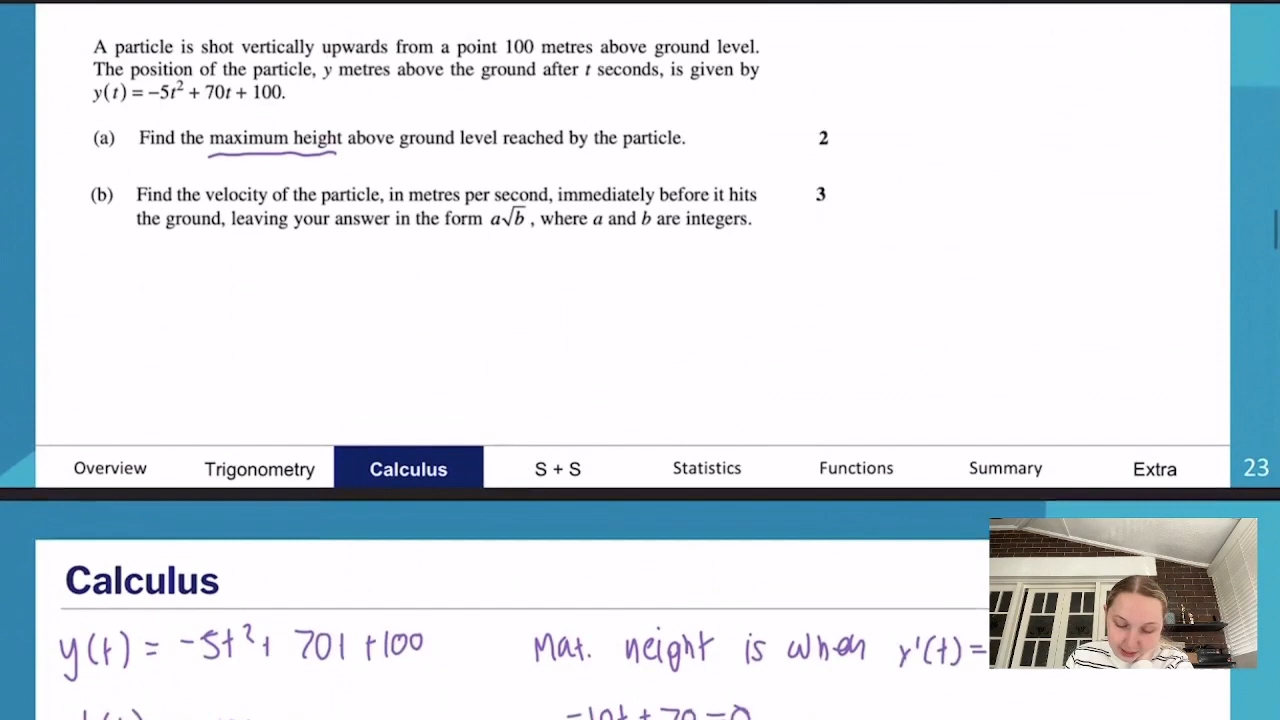 A particle is shot vertically upwards from a point 100 metres above ground level.
The position of the particle, y metres above the ground after t seconds, is given by
y(t) = −5t² + 70t + 100.
(a) Find the maximum height above ground level reached by the particle. 2
(b) Find the velocity of the particle, in metres per second, immediately before it hits 3
the ground, leaving your answer in the form a√b, where a and b are integers.
Overview Trigonometry Calculus S + S Statistics Functions Summary Extra 23
Calculus
y(t) = -5t² + 70t + 100 Max. height is when x'(t) =
-10t + 70 = 0